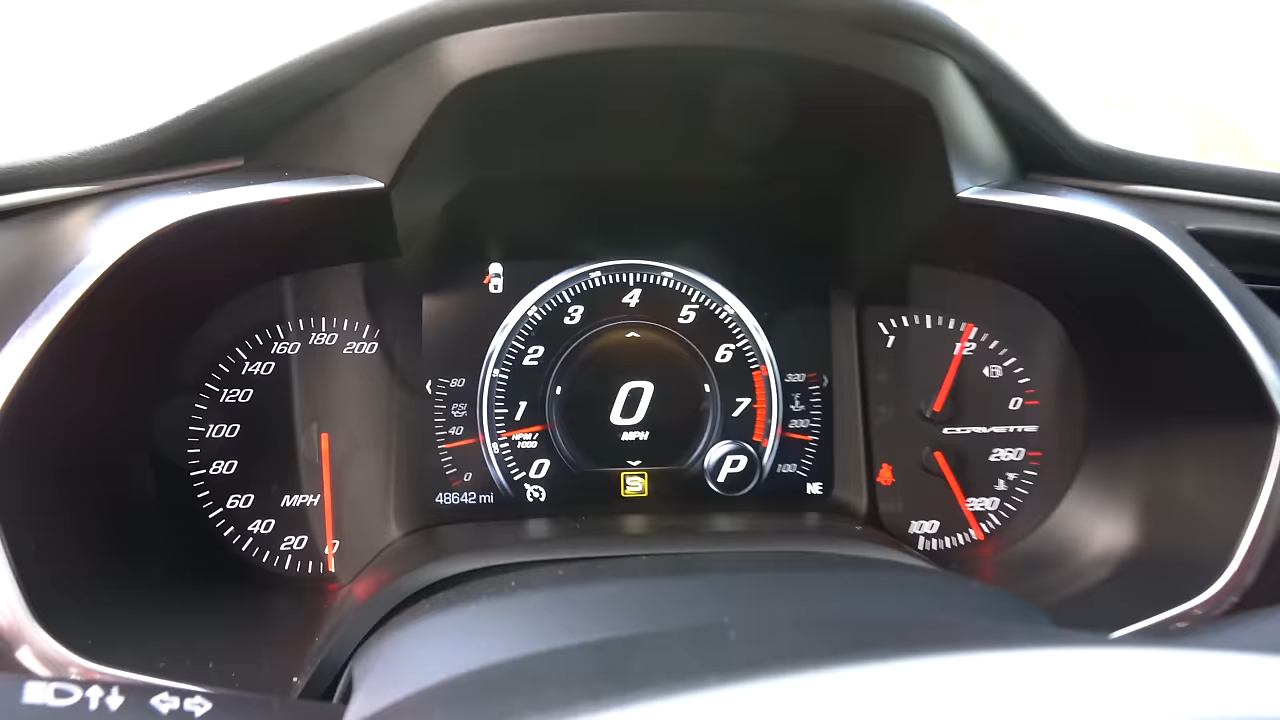 0 20 40 60 80 100 120 140 160 180 200
MPH
80
PSI
40
0
48642 mi
0 1 2 3 4 5 6 7
RPM/
1000
0
MPH
S
P
320
200
100
NE
1 1/2 0
CORVETTE
260
°F
100